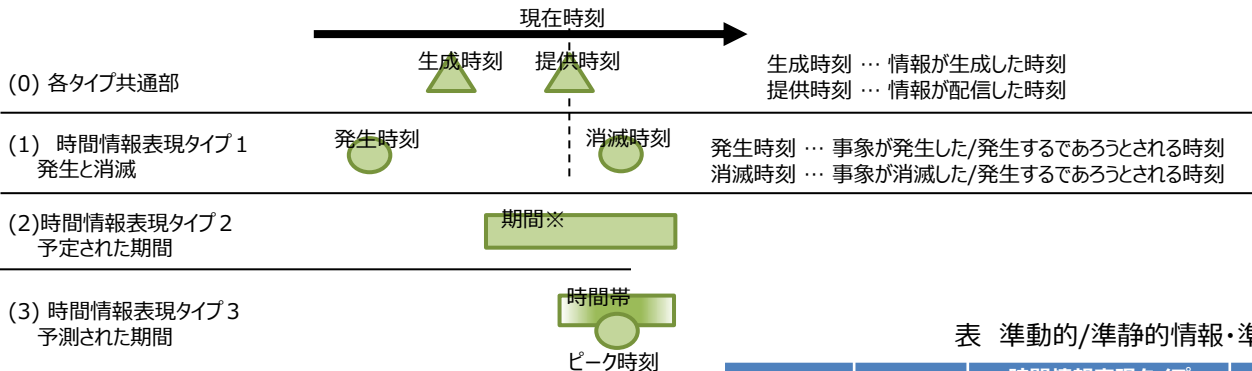 現在時刻
生成時刻 提供時刻
(0) 各タイプ共通部
生成時刻 … 情報が生成した時刻
提供時刻 … 情報が配信した時刻
(1) 時間情報表現タイプ1
発生と消滅
発生時刻 消滅時刻
発生時刻 … 事象が発生した/発生するであろうとされる時刻
消滅時刻 … 事象が消滅した/発生するであろうとされる時刻
(2)時間情報表現タイプ2
予定された期間
期間※
(3) 時間情報表現タイプ3
予測された期間
時間帯
ピーク時刻
表 準動的/準静的情報・準
時間情報表現タイプ